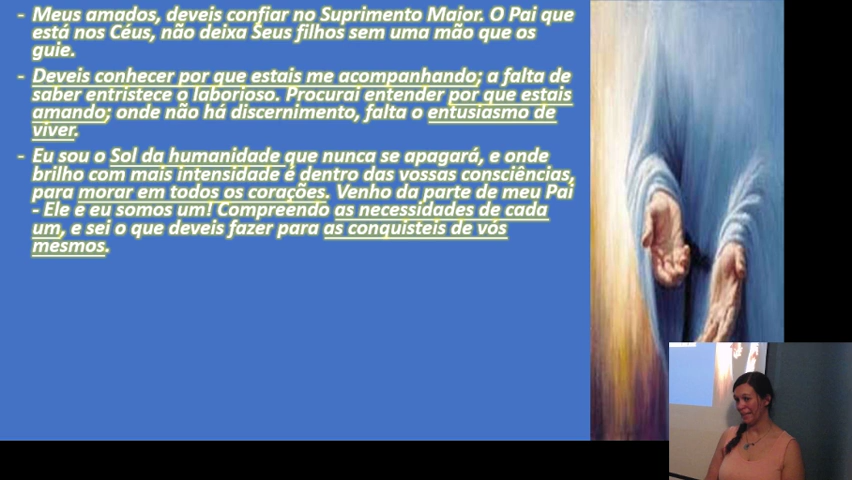 - Meus amados, deveis confiar no Suprimento Maior. O Pai que
está nos Céus, não deixa Seus filhos sem uma mão que os
guie.
- Deveis conhecer por que estais me acompanhando; a falta de
saber entristece o laborioso. Procurai entender por que estais
amando; onde não há discernimento, falta o entusiasmo de
viver.
- Eu sou o Sol da humanidade que nunca se apagará, e onde
brilho com mais intensidade é dentro das vossas consciências,
para morar em todos os corações. Venho da parte de meu Pai
- Ele e eu somos um! Compreendo as necessidades de cada
um, e sei o que deveis fazer para as conquisteis de vós
mesmos.